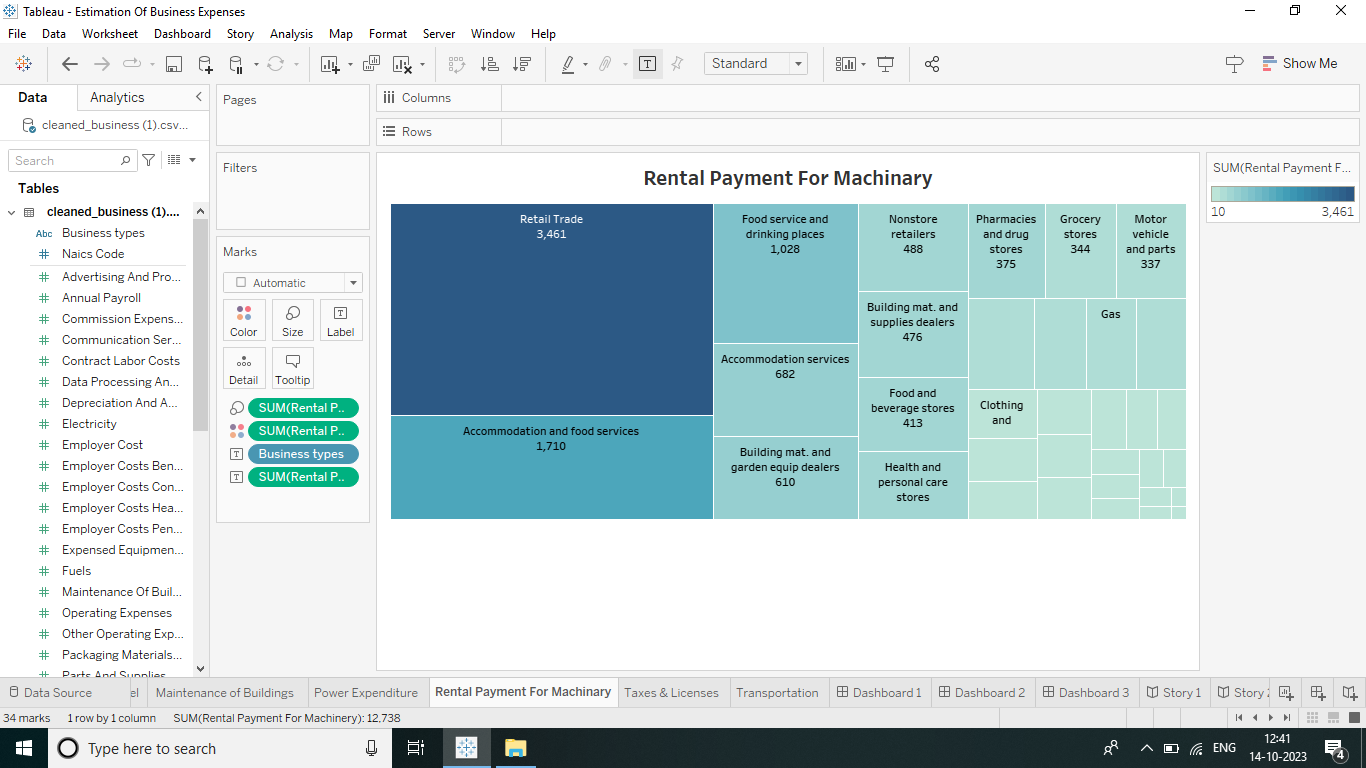 Tableau - Estimation Of Business Expenses
File Data Worksheet Dashboard Story Analysis Map Format Server Window Help
Standard
Show Me
Data
Analytics
cleaned_business (1).csv...
Search
Tables
cleaned_business (1)....
Abc Business types
Naics Code
Advertising And Pro...
Annual Payroll
Commission Expens...
Communication Ser...
Contract Labor Costs
Data Processing An...
Depreciation And A...
Electricity
Employer Cost
Employer Costs Ben...
Employer Costs Con...
Employer Costs Hea...
Employer Costs Pen...
Expensed Equipmen...
Fuels
Maintenance Of Buil...
Operating Expenses
Other Operating Exp...
Packaging Materials...
Parts And Supplies
Pages
Filters
Marks
Automatic
Color
Size
Label
Detail
Tooltip
SUM(Rental P..
SUM(Rental P..
Business types
SUM(Rental P..
Columns
Rows
Rental Payment For Machinary
Retail Trade
3,461
Accommodation and food services
1,710
Food service and
drinking places
1,028
Accommodation services
682
Building mat. and
garden equip dealers
610
Nonstore
retailers
488
Building mat. and
supplies dealers
476
Food and
beverage stores
413
Health and
personal care
stores
Pharmacies
and drug
stores
375
Grocery
stores
344
Motor
vehicle
and parts
337
Gas
Clothing
and
SUM(Rental Payment F...
10
3,461
Data Source
el
Maintenance of Buildings
Power Expenditure
Rental Payment For Machinary
Taxes & Licenses
Transportation
Dashboard 1
Dashboard 2
Dashboard 3
Story 1
Story
34 marks
1 row by 1 column
SUM(Rental Payment For Machinery): 12,738
Type here to search
ENG
12:41
14-10-2023
4